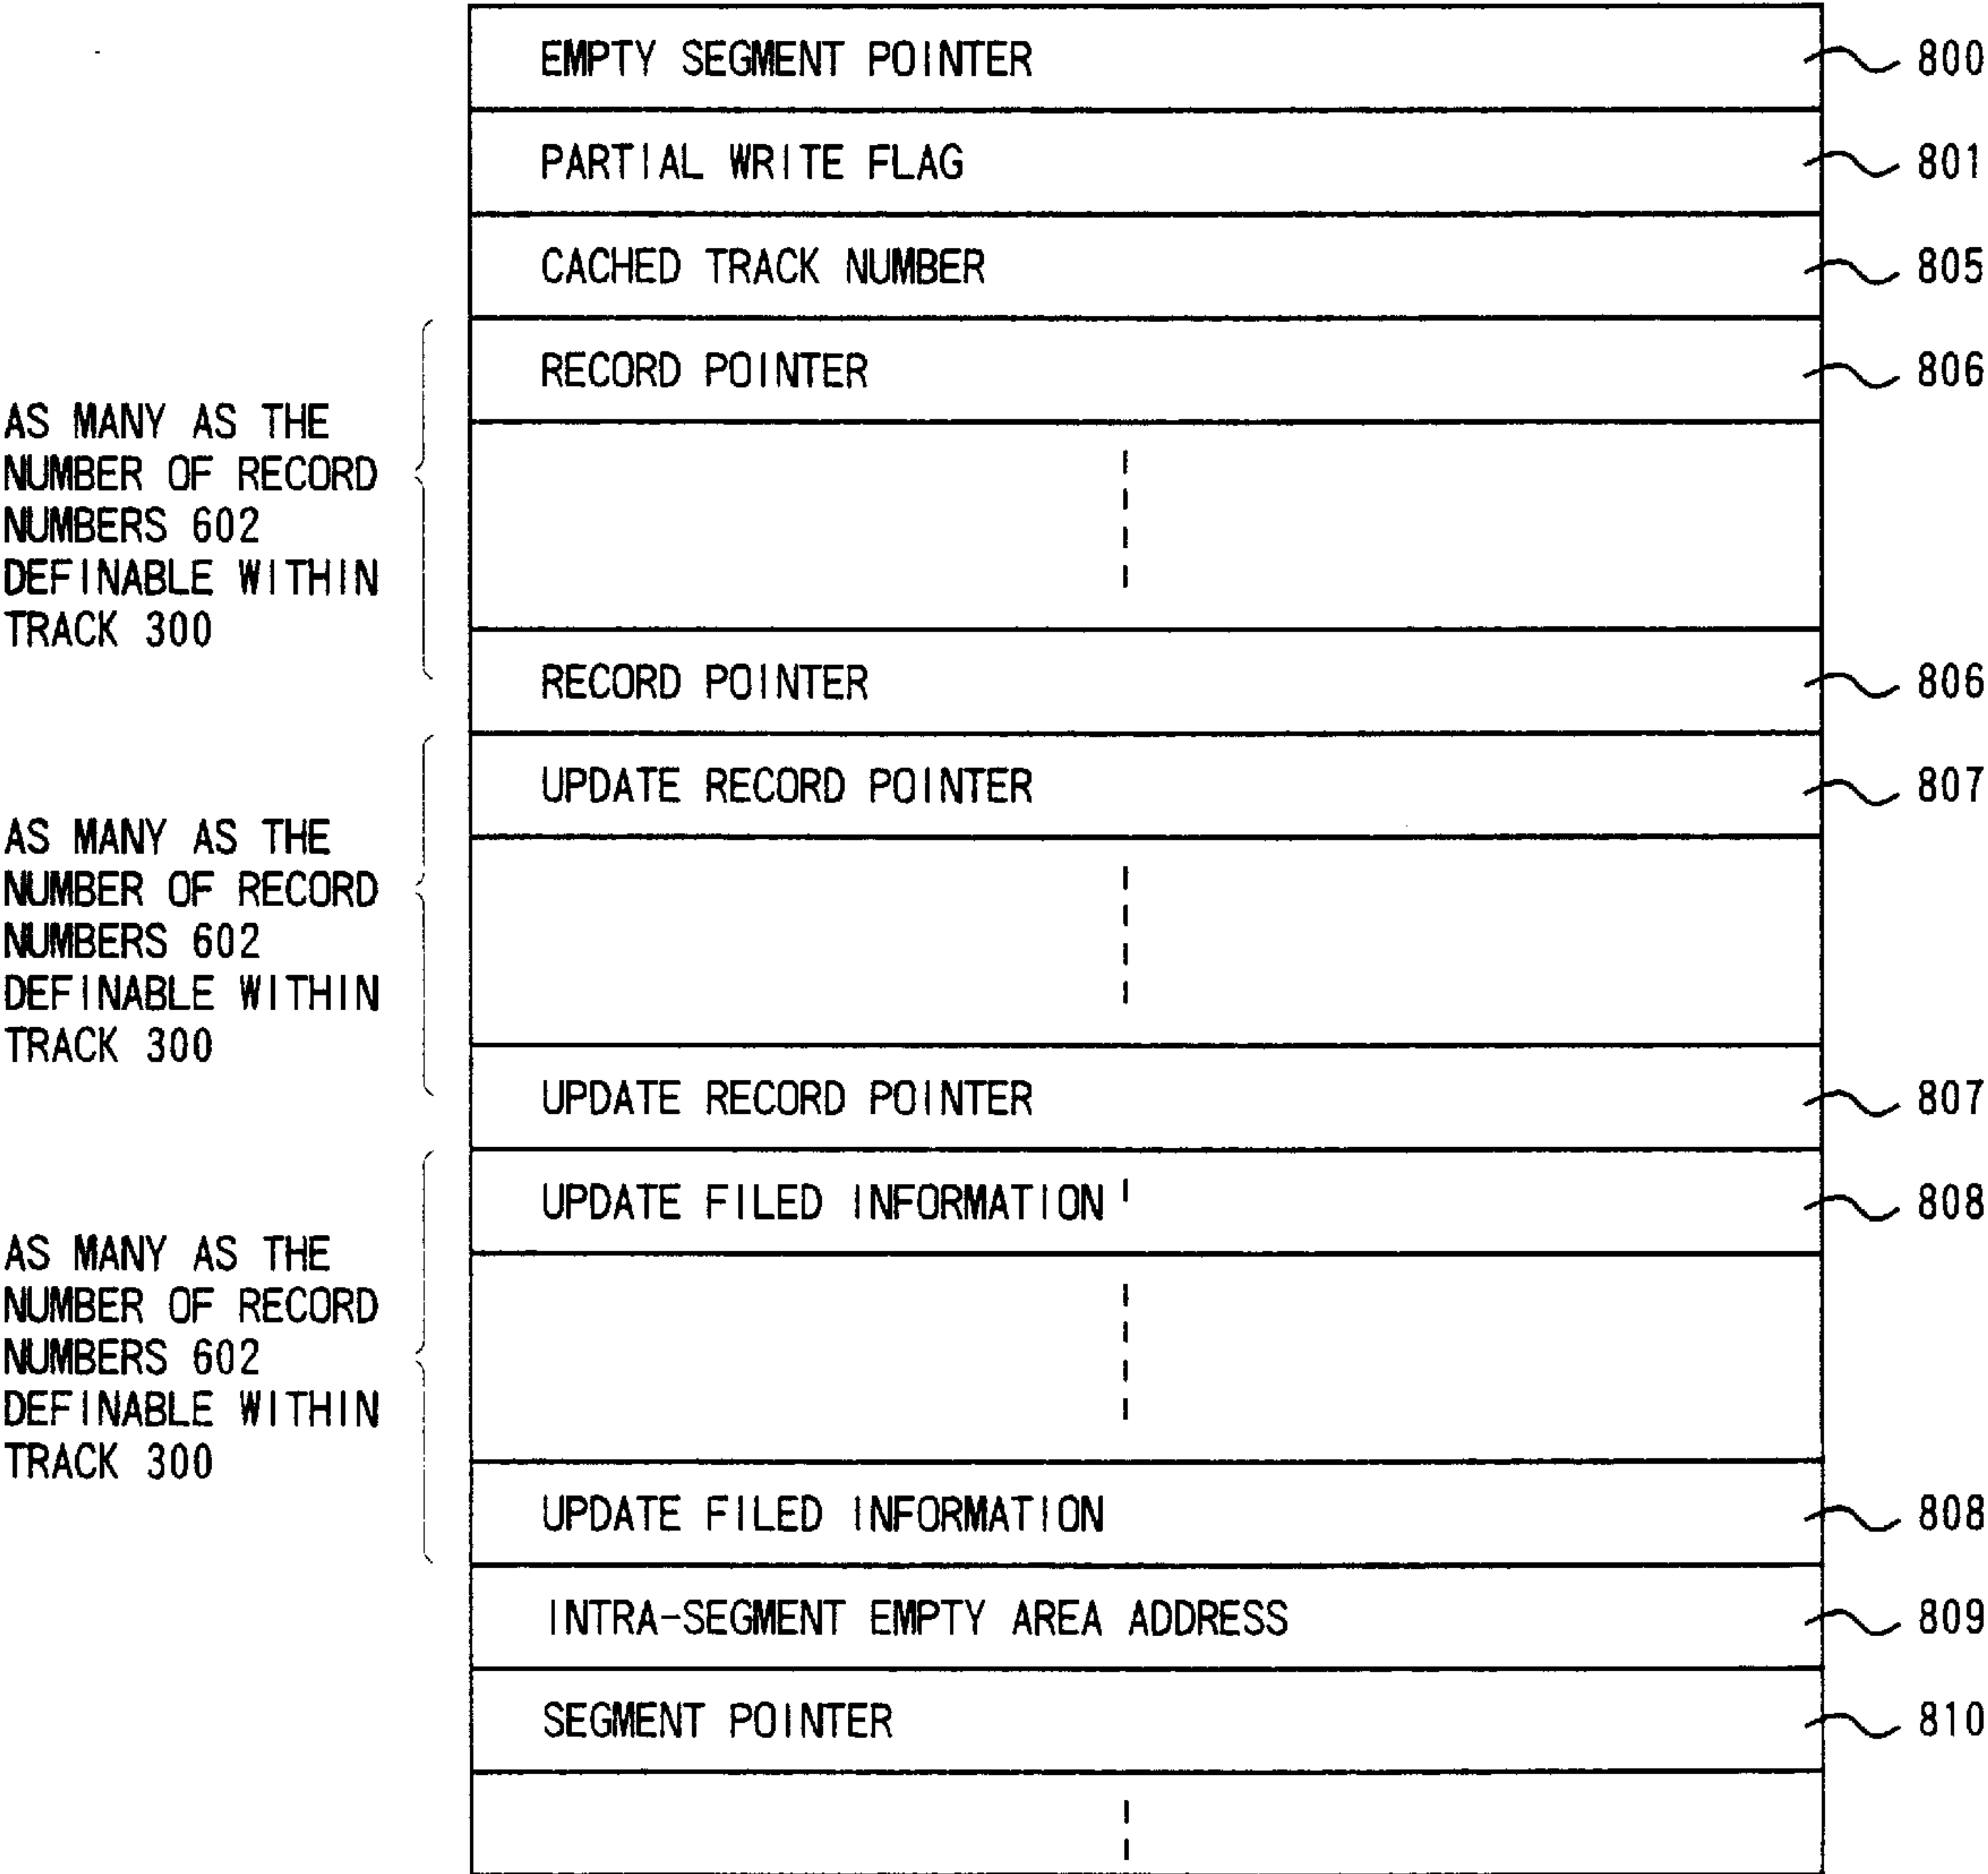 EMPTY SEGMENT POINTER 800
PARTIAL WRITE FLAG 801
CACHED TRACK NUMBER 805
RECORD POINTER 806
AS MANY AS THE
NUMBER OF RECORD
NUMBERS 602
DEFINABLE WITHIN
TRACK 300
RECORD POINTER 806
UPDATE RECORD POINTER 807
AS MANY AS THE
NUMBER OF RECORD
NUMBERS 602
DEFINABLE WITHIN
TRACK 300
UPDATE RECORD POINTER 807
UPDATE FILED INFORMATION 808
AS MANY AS THE
NUMBER OF RECORD
NUMBERS 602
DEFINABLE WITHIN
TRACK 300
UPDATE FILED INFORMATION 808
INTRA-SEGMENT EMPTY AREA ADDRESS 809
SEGMENT POINTER 810